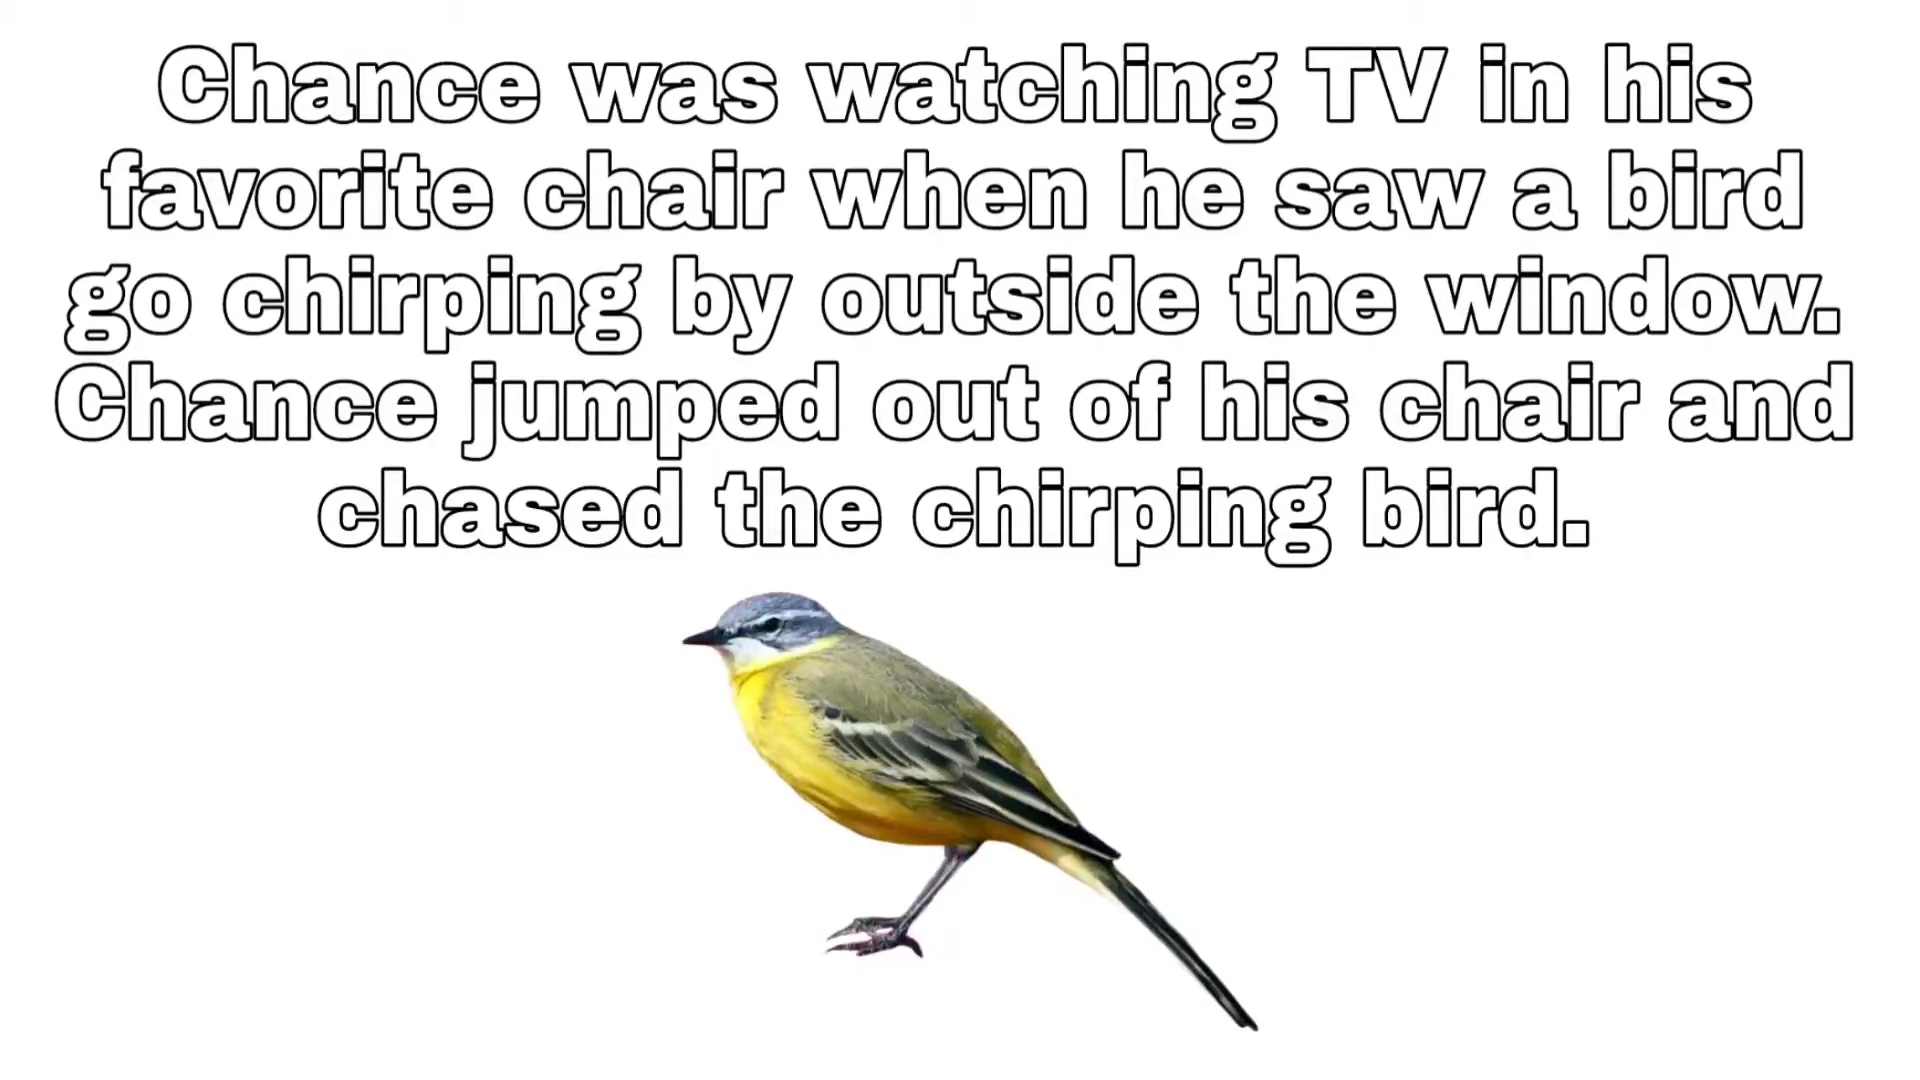 Chance was watching TV in his
favorite chair when he saw a bird
go chirping by outside the window.
Chance jumped out of his chair and
chased the chirping bird.